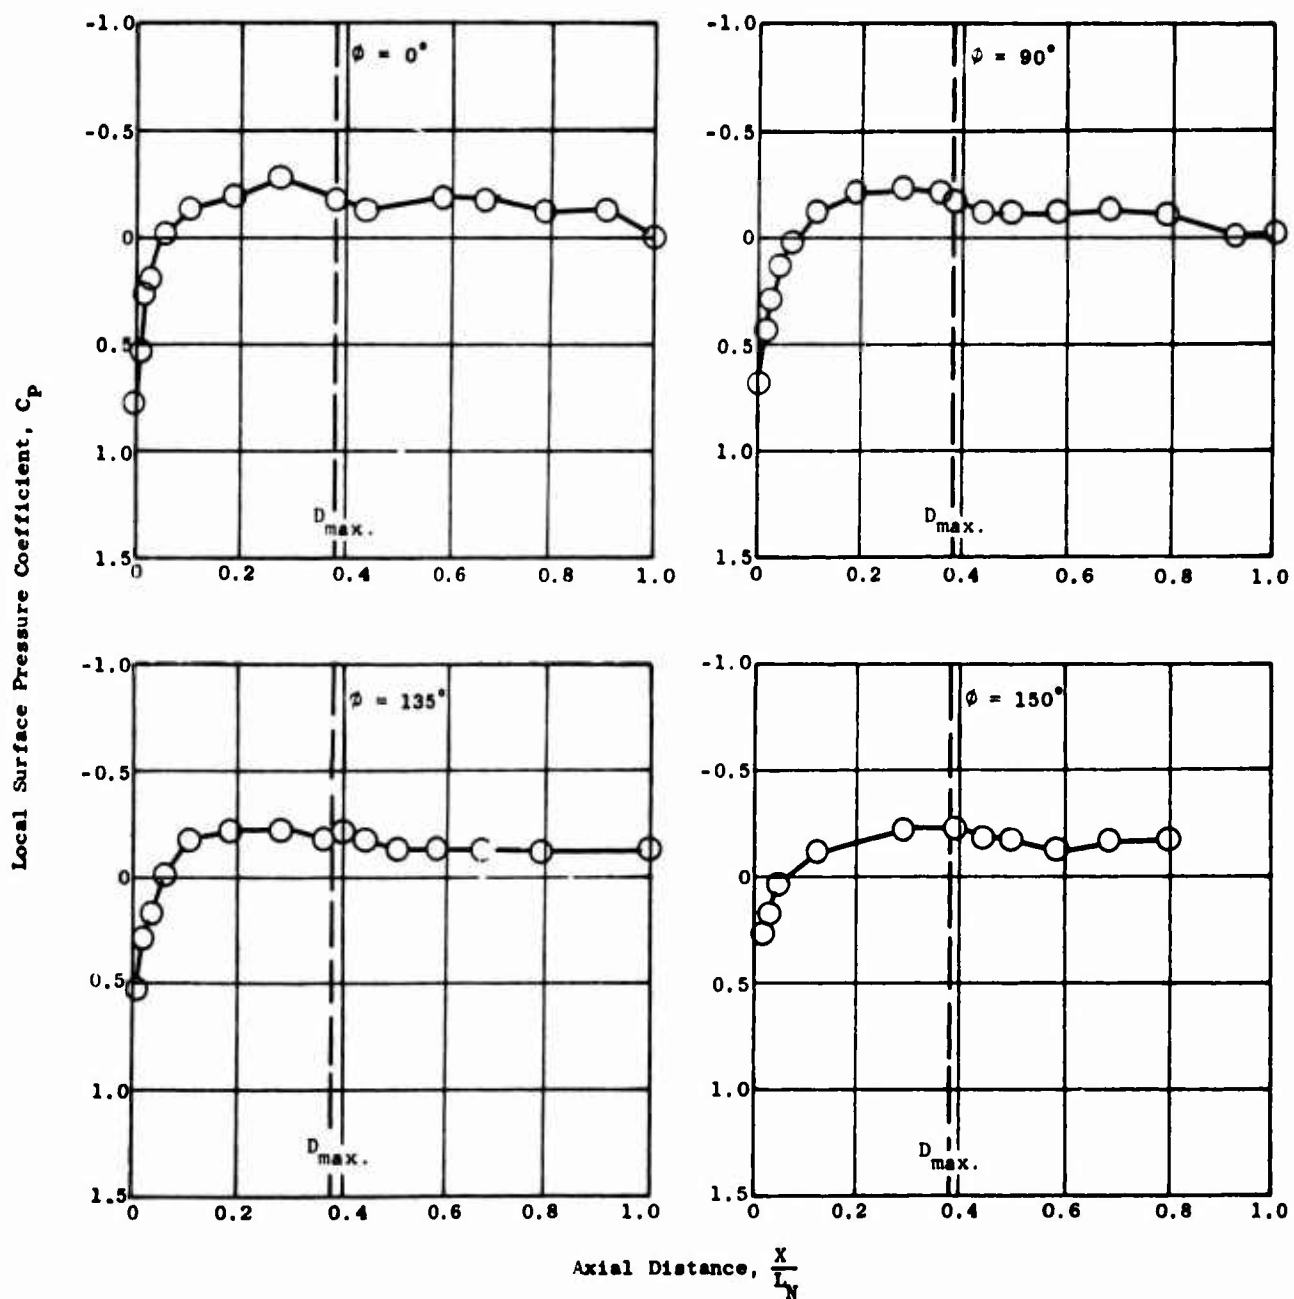 -1.0
-0.5
0
0.5
1.0
1.5
0 0.2 0.4 0.6 0.8 1.0
ϕ = 0°
D max.
-1.0
-0.5
0
0.5
1.0
1.5
0 0.2 0.4 0.6 0.8 1.0
ϕ = 90°
D max.
Local Surface Pressure Coefficient, Cp
-1.0
-0.5
0
0.5
1.0
1.5
0 0.2 0.4 0.6 0.8 1.0
ϕ = 135°
D max.
-1.0
-0.5
0
0.5
1.0
1.5
0 0.2 0.4 0.6 0.8 1.0
ϕ = 150°
D max.
Axial Distance, X/L_N